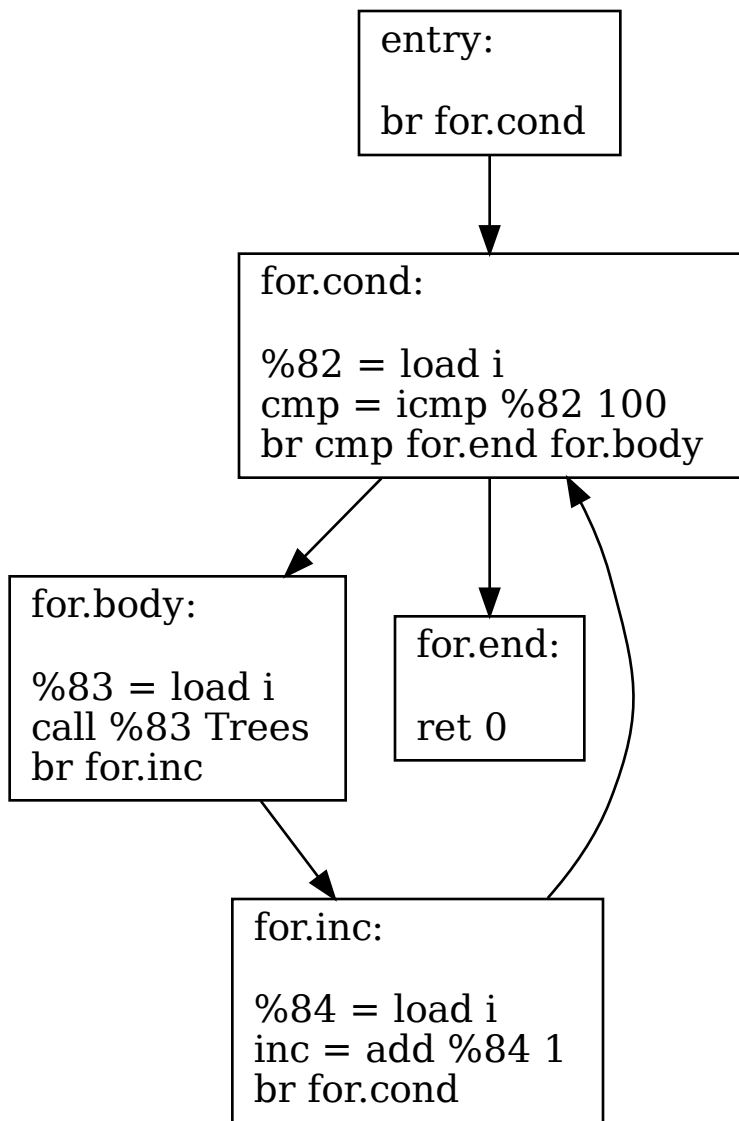 entry:
br for.cond
for.cond:
%82 = load i
cmp = icmp %82 100
br cmp for.end for.body
for.body:
%83 = load i
call %83 Trees
br for.inc
for.end:
ret 0
for.inc:
%84 = load i
inc = add %84 1
br for.cond